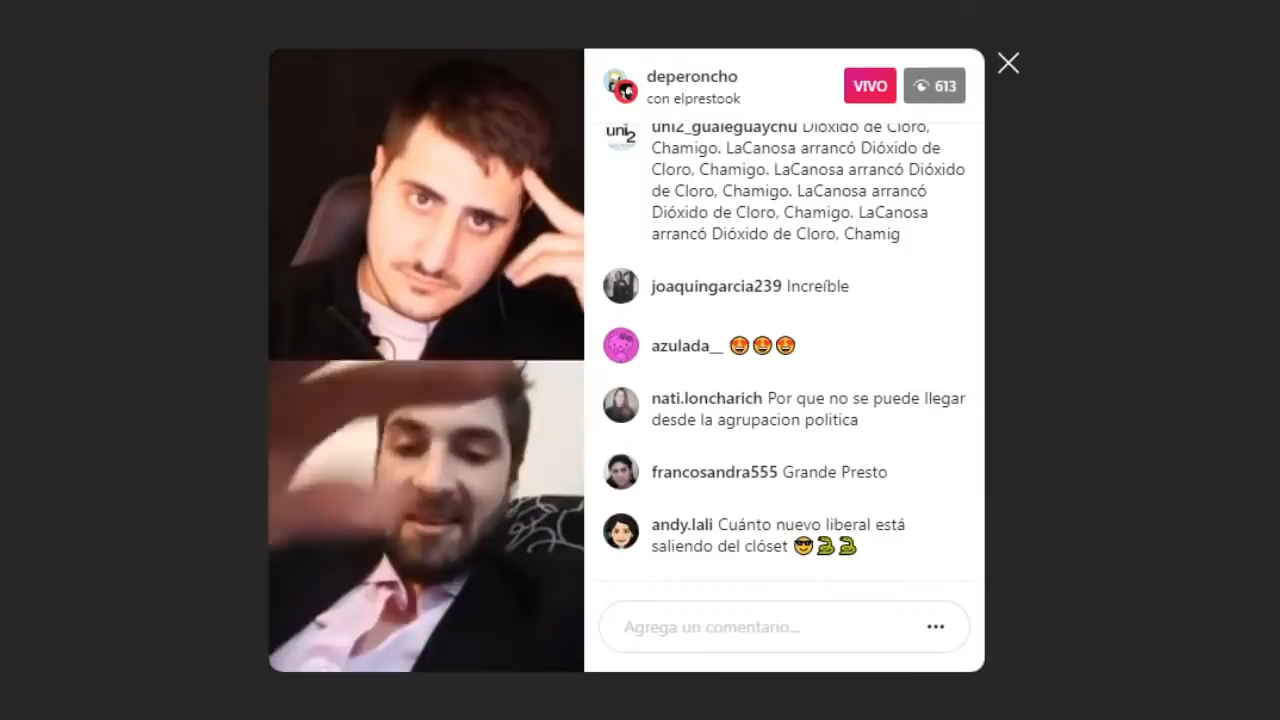 deperoncho
con elprestook
VIVO
613
uni2
uni2_gualeguaychu Dióxido de Cloro,
Chamigo. LaCanosa arrancó Dióxido de
Cloro, Chamigo. LaCanosa arrancó Dióxido
de Cloro, Chamigo. LaCanosa arrancó
Dióxido de Cloro, Chamigo. LaCanosa
arrancó Dióxido de Cloro, Chamig
joaquingarcia239 Increíble
azulada__ 🤩🤩🤩
nati.loncharich Por que no se puede llegar
desde la agrupacion politica
francosandra555 Grande Presto
andy.lali Cuánto nuevo liberal está
saliendo del clóset 😎🐍🐍
Agrega un comentario...